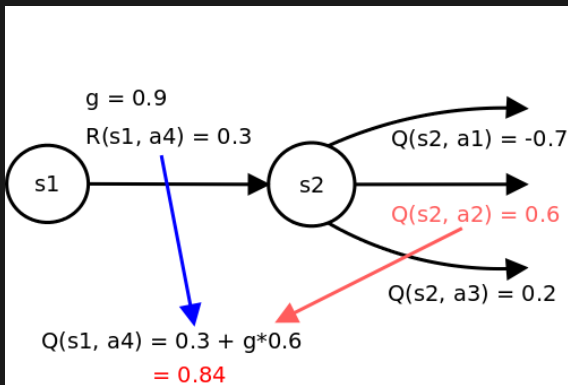 g = 0.9
R(s1, a4) = 0.3
s1
s2
Q(s2, a1) = -0.7
Q(s2, a2) = 0.6
Q(s2, a3) = 0.2
Q(s1, a4) = 0.3 + g*0.6
= 0.84